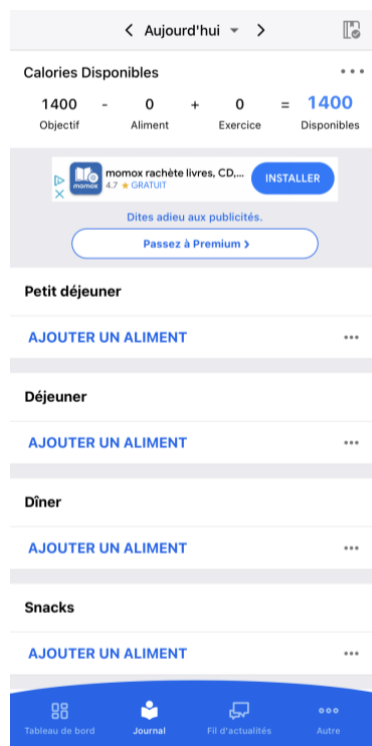 Aujourd'hui
Calories Disponibles
1400 - 0 + 0 = 1400
Objectif Aliment Exercice Disponibles
momox rachète livres, CD,...
momox 4.7 ★ GRATUIT
INSTALLER
Dites adieu aux publicités.
Passez à Premium >
Petit déjeuner
AJOUTER UN ALIMENT
Déjeuner
AJOUTER UN ALIMENT
Dîner
AJOUTER UN ALIMENT
Snacks
AJOUTER UN ALIMENT
Tableau de bord Journal Fil d'actualités Autre